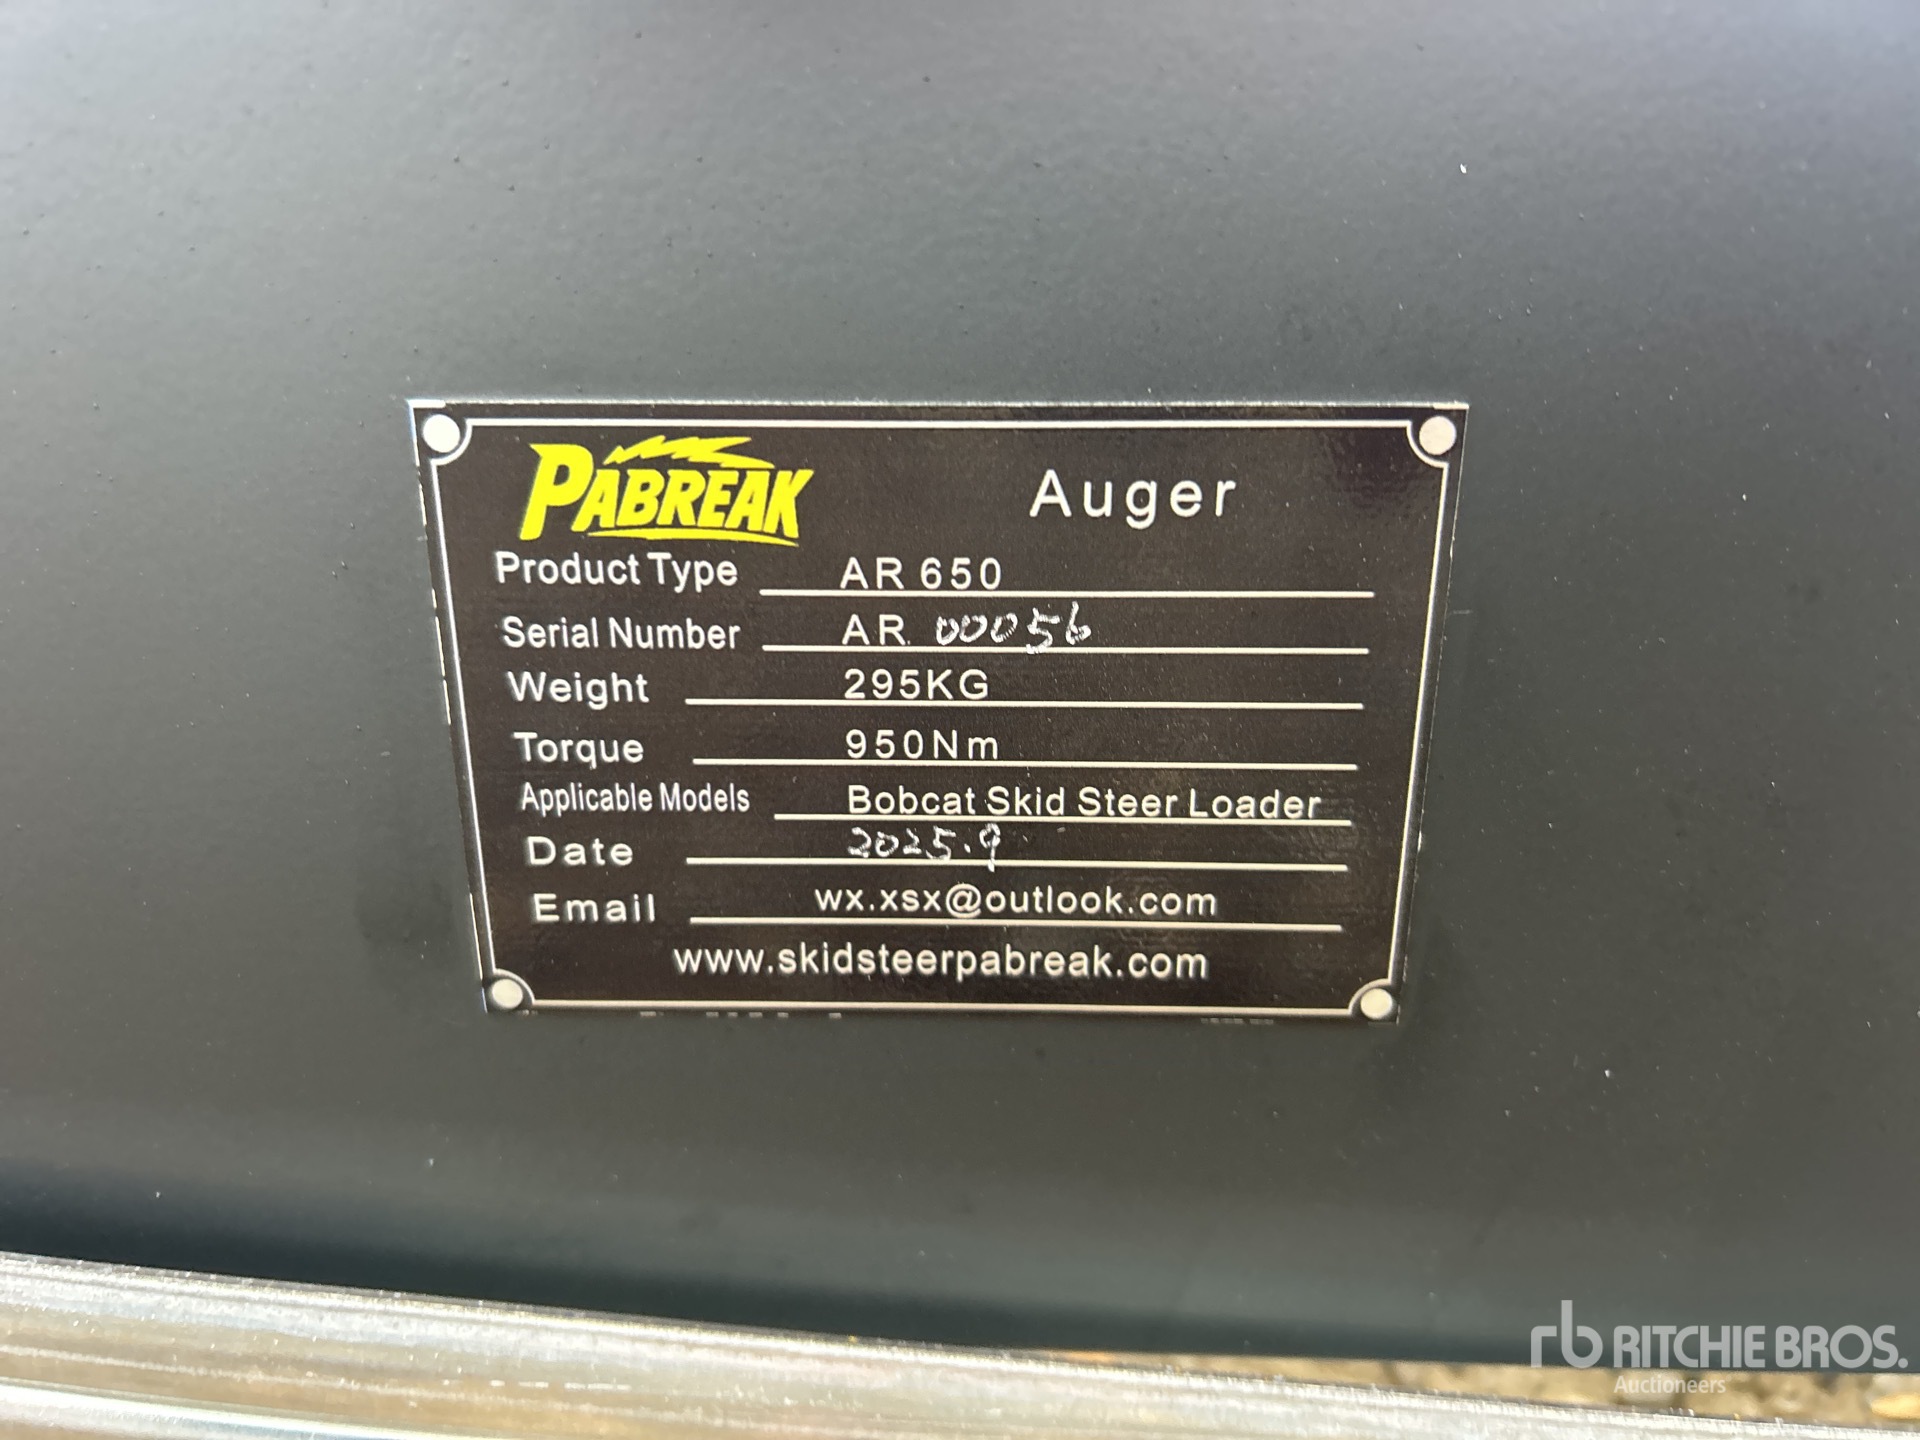 PABREAK Auger
Product Type AR 650
Serial Number AR 00056
Weight 295KG
Torque 950Nm
Applicable Models Bobcat Skid Steer Loader
Date 2025.9
Email wx.xsx@outlook.com
www.skidsteerpabreak.com
rb RITCHIE BROS.
Auctioneers